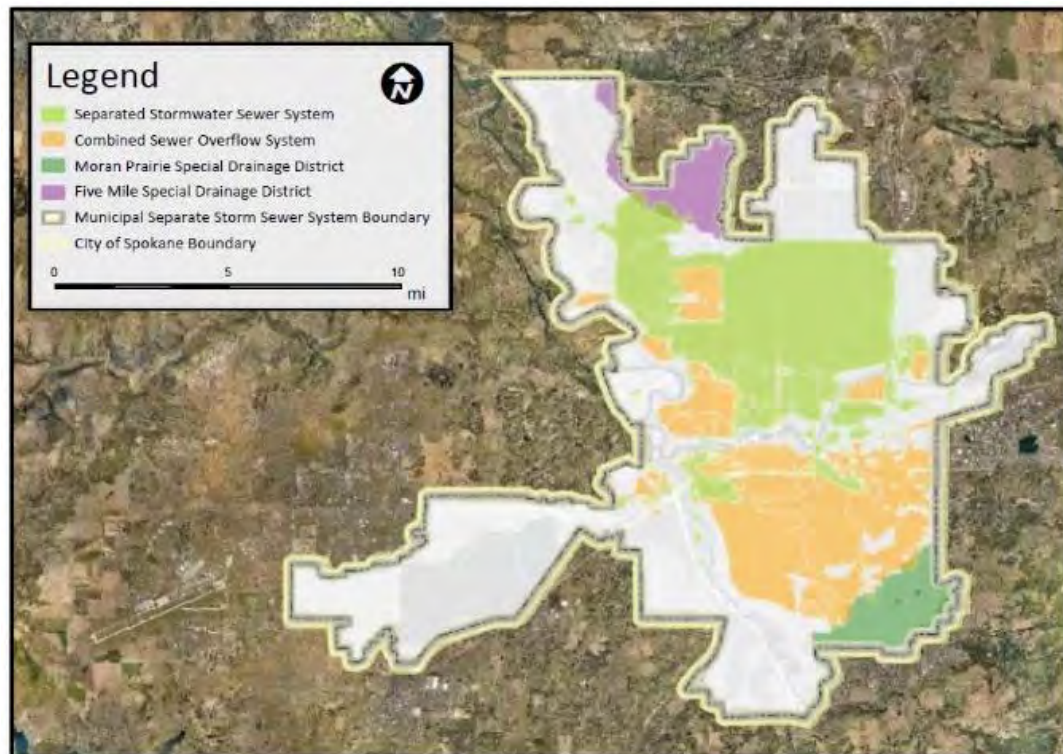 Legend
N
Separated Stormwater Sewer System
Combined Sewer Overflow System
Moran Prairie Special Drainage District
Five Mile Special Drainage District
Municipal Separate Storm Sewer System Boundary
City of Spokane Boundary
0 5 10
mi